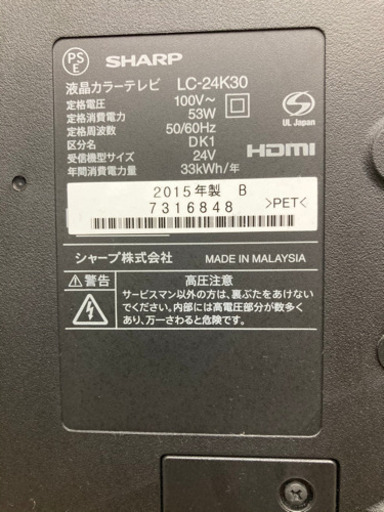 PS
E
SHARP
液晶カラーテレビ LC-24K30
定格電圧 100V～
定格消費電力 53W
定格周波数 50/60Hz
区分名 DK1
受信機型サイズ 24V
年間消費電力量 33kWh/年
UL Japan
HDMI
2015年製 B
7316848
>PET<
シャープ株式会社 MADE IN MALAYSIA
警告 高圧注意
サービスマン以外の方は、裏ぶたをあけない
でください。内部には高電圧部分が数多く
あり、万一さわると危険です。